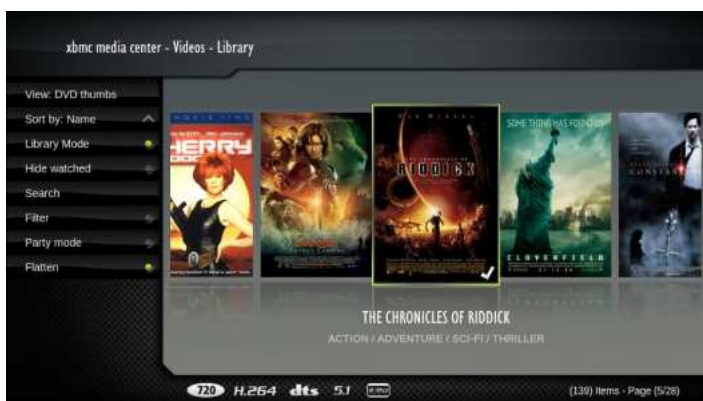 xbmc media center - Videos - Library
View: DVD thumbs
Sort by: Name
Library Mode
Hide watched
Search
Filter
Party mode
Flatten
SOME THING HAS FOUND US
RIDDICK
CLOVERFIELD
THE CHRONICLES OF RIDDICK
ACTION / ADVENTURE / SCI-FI / THRILLER
720 H.264 dts 5.1
(139) Items - Page (5/28)